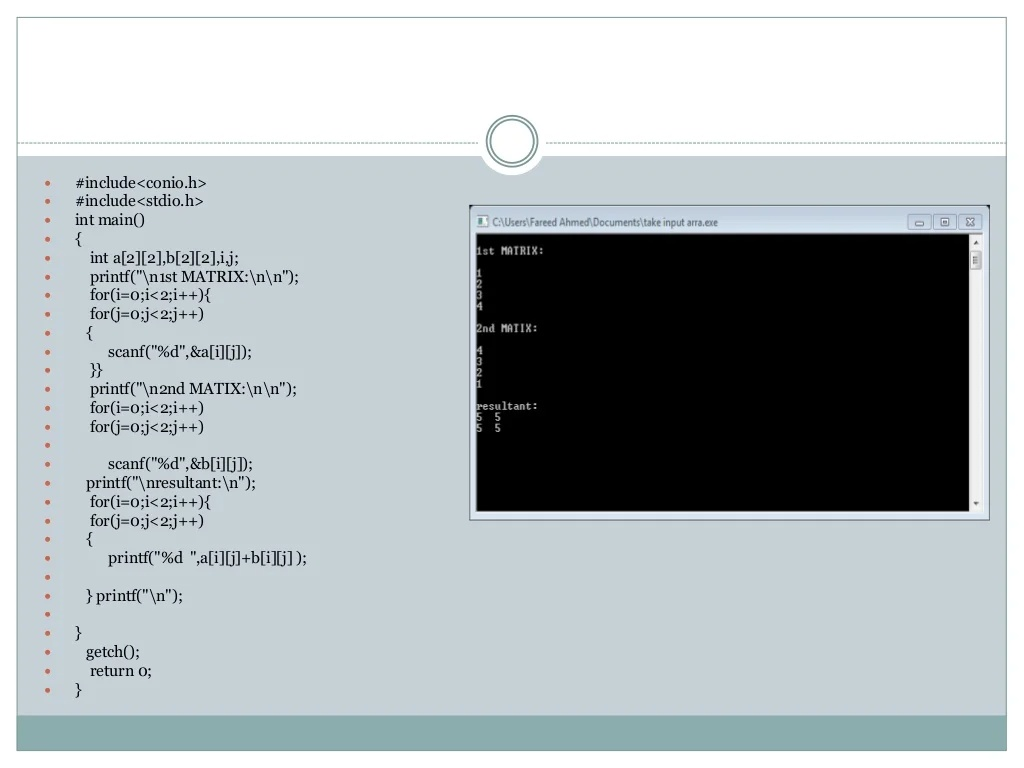 #include<conio.h>
#include<stdio.h>
int main()
{
int a[2][2],b[2][2],i,j;
printf("\n1st MATRIX:\n\n");
for(i=0;i<2;i++){
for(j=0;j<2;j++)
{
scanf("%d",&a[i][j]);
}}
printf("\n2nd MATIX:\n\n");
for(i=0;i<2;i++)
for(j=0;j<2;j++)
scanf("%d",&b[i][j]);
printf("\nresultant:\n");
for(i=0;i<2;i++){
for(j=0;j<2;j++)
{
printf("%d  ",a[i][j]+b[i][j] );
} printf("\n");
}
getch();
return 0;
}
C:\Users\Fareed Ahmed\Documents\take input arra.exe
1st MATRIX:
1
2
3
4
2nd MATIX:
4
3
2
1
resultant:
5  5
5  5